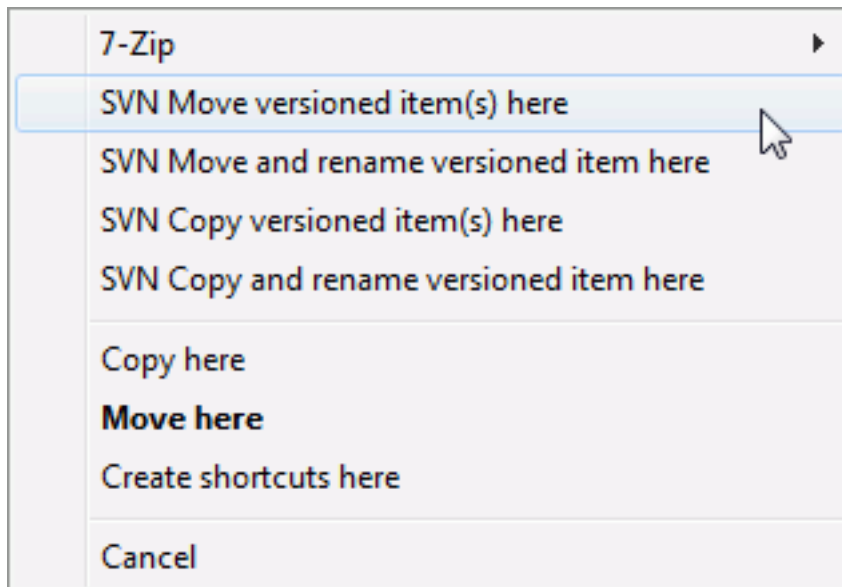 7-Zip
SVN Move versioned item(s) here
SVN Move and rename versioned item here
SVN Copy versioned item(s) here
SVN Copy and rename versioned item here
Copy here
Move here
Create shortcuts here
Cancel